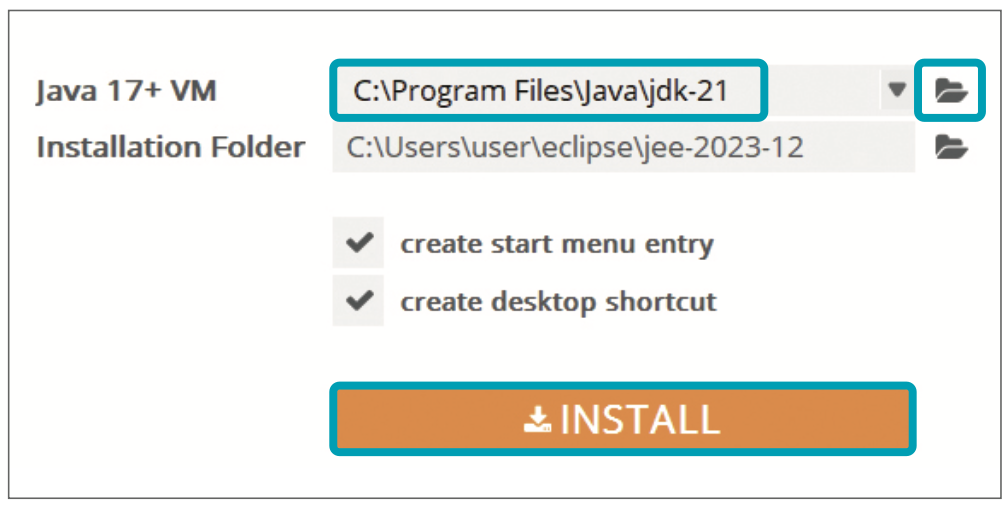 Java 17+ VM C:\Program Files\Java\jdk-21
Installation Folder C:\Users\user\eclipse\jee-2023-12
create start menu entry
create desktop shortcut
INSTALL